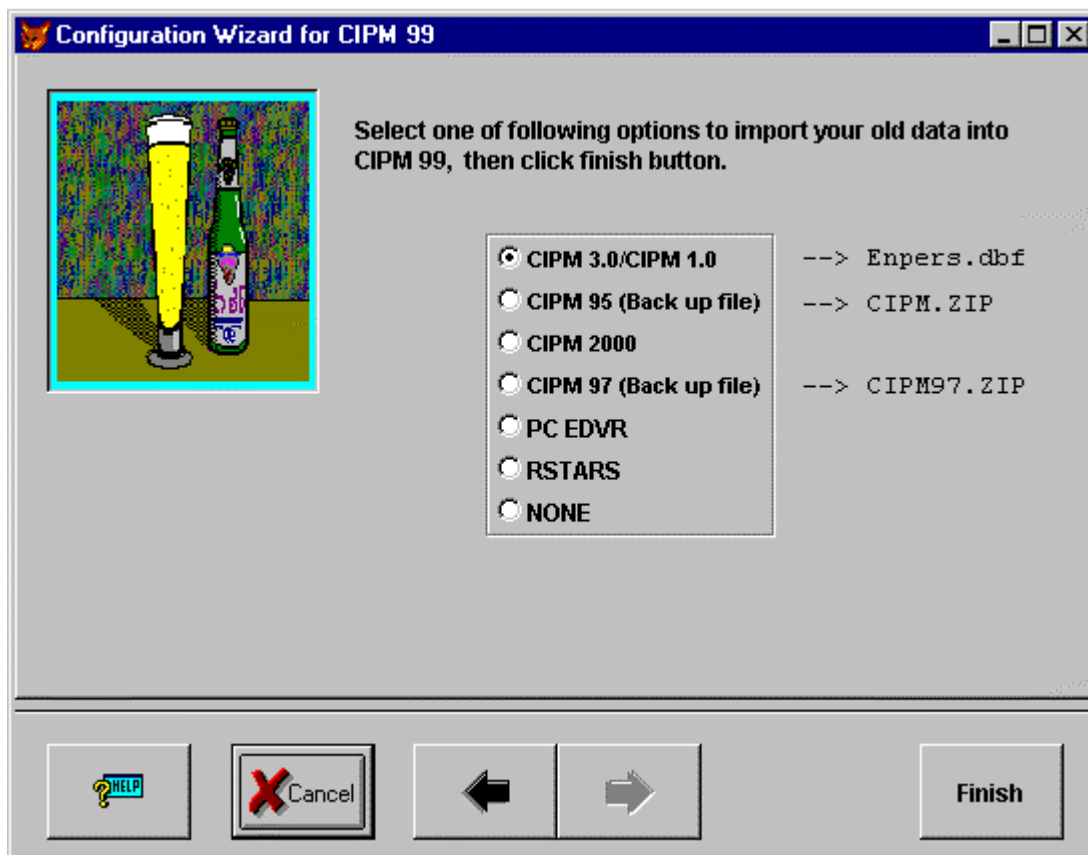 Configuration Wizard for CIPM 99
Select one of following options to import your old data into
CIPM 99, then click finish button.
CIPM 3.0/CIPM 1.0 --> Enpers.dbf
CIPM 95 (Back up file) --> CIPM.ZIP
CIPM 2000
CIPM 97 (Back up file) --> CIPM97.ZIP
PC EDVR
RSTARS
NONE
HELP
Cancel
Finish